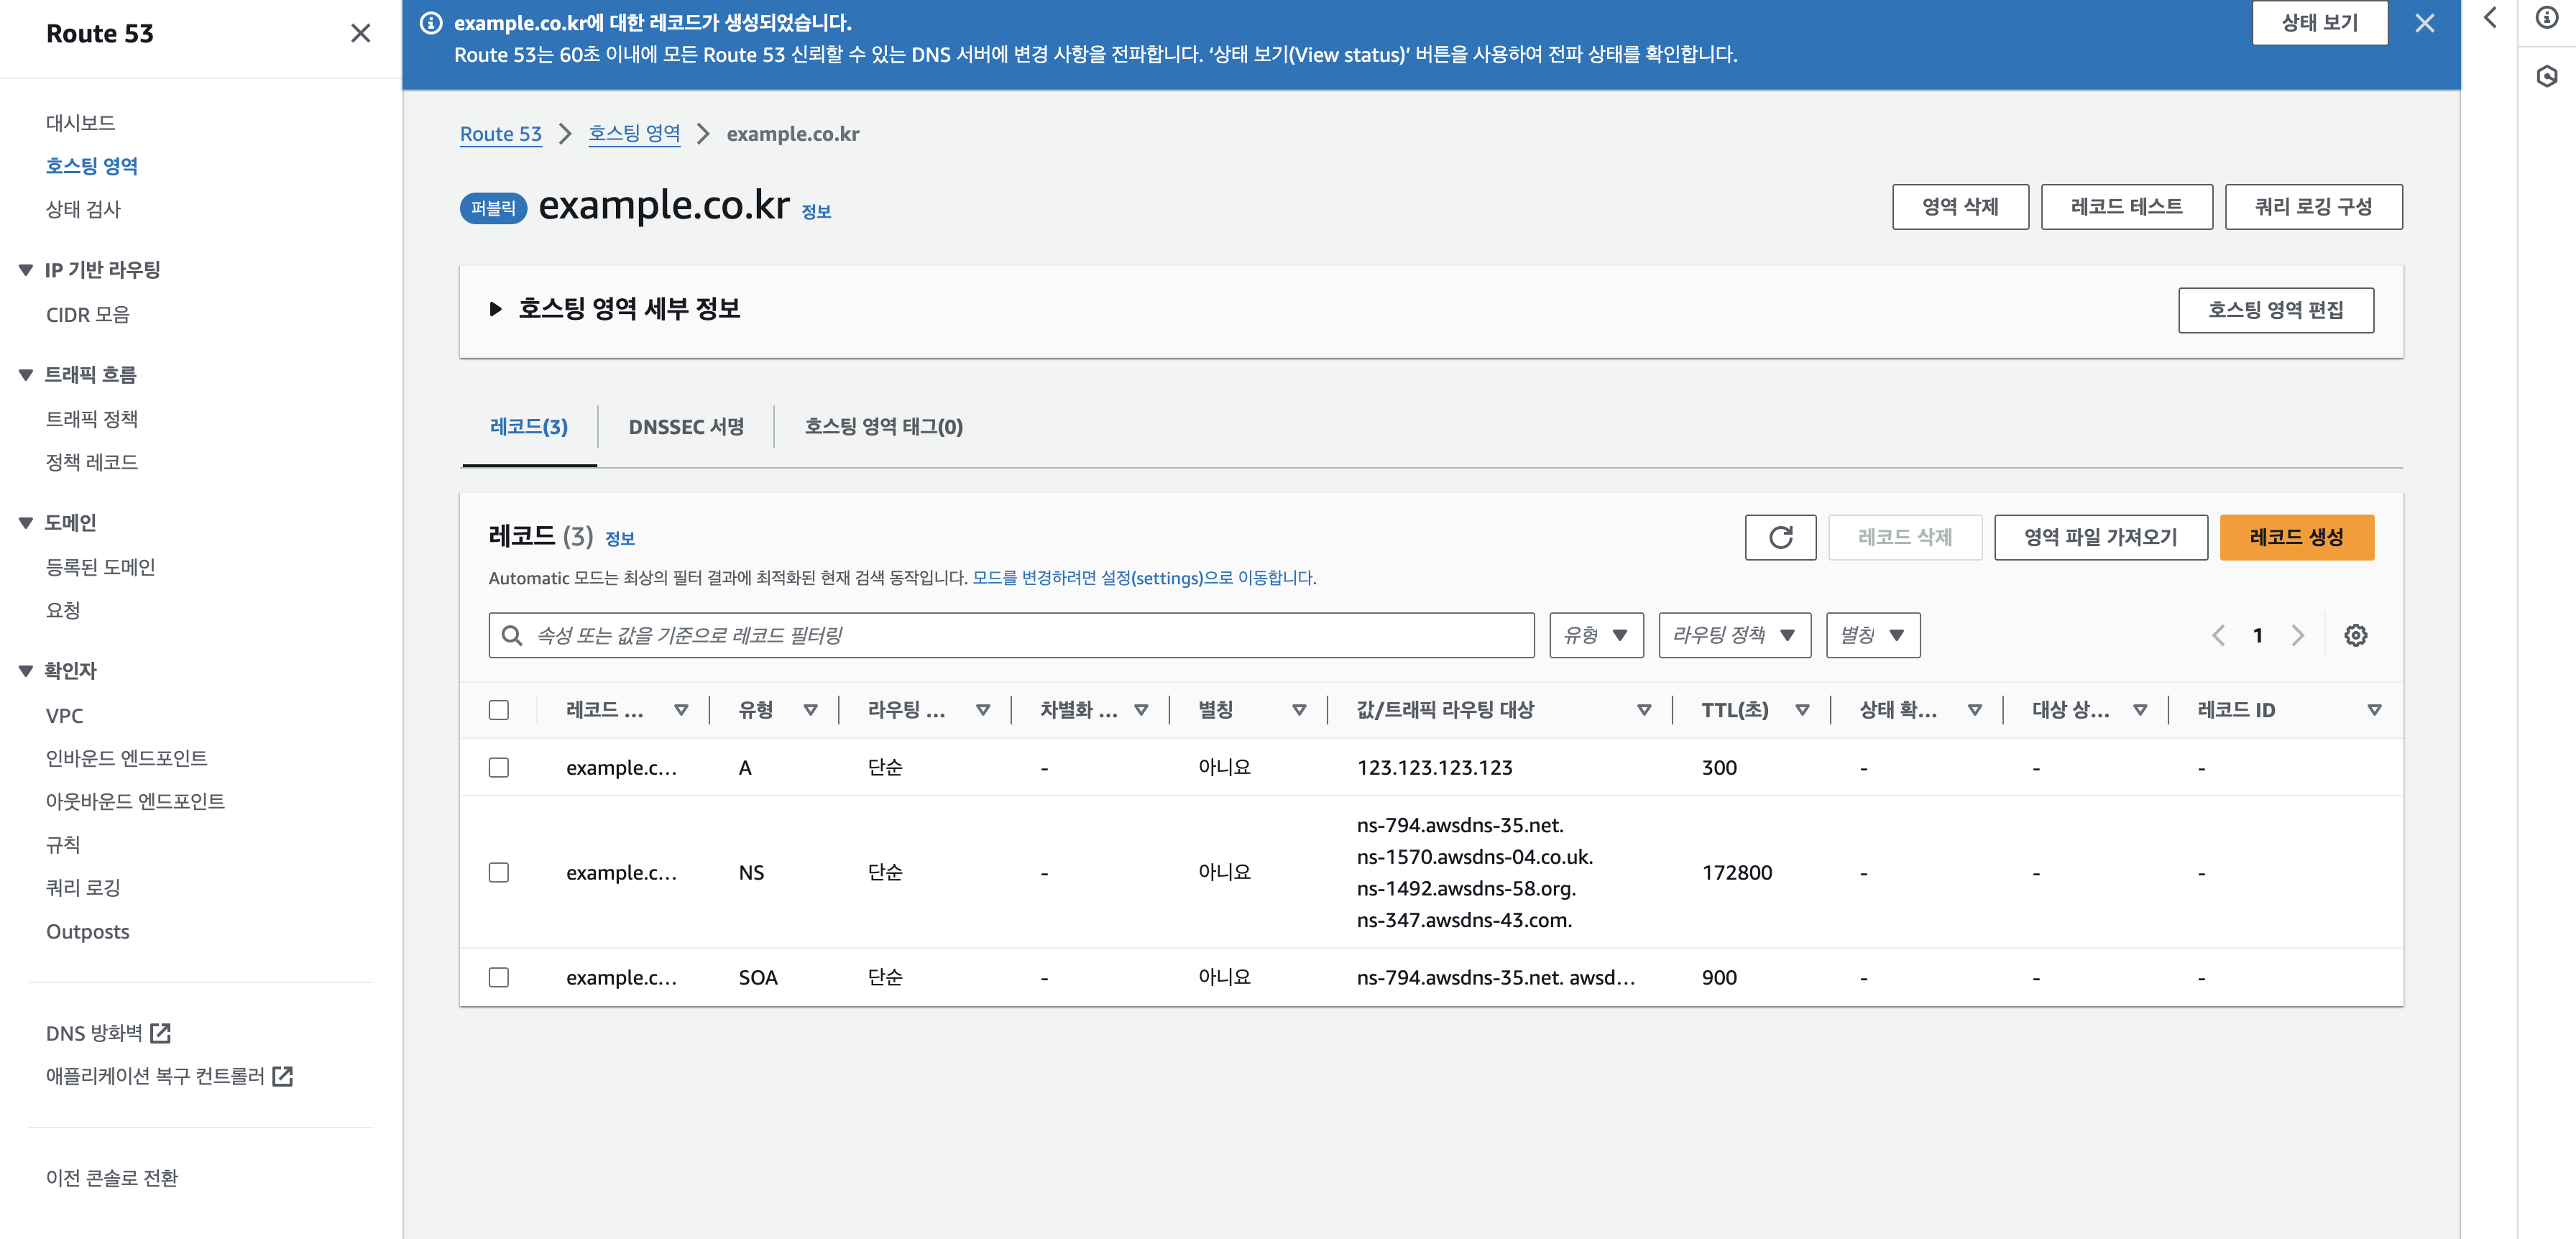 Route 53
대시보드
호스팅 영역
상태 검사
IP 기반 라우팅
CIDR 모음
트래픽 흐름
트래픽 정책
정책 레코드
도메인
등록된 도메인
요청
확인자
VPC
인바운드 엔드포인트
아웃바운드 엔드포인트
규칙
쿼리 로깅
Outposts
DNS 방화벽
애플리케이션 복구 컨트롤러
이전 콘솔로 전환
example.co.kr에 대한 레코드가 생성되었습니다.
Route 53는 60초 이내에 모든 Route 53 신뢰할 수 있는 DNS 서버에 변경 사항을 전파합니다. ‘상태 보기(View status)’ 버튼을 사용하여 전파 상태를 확인합니다.
상태 보기
Route 53 호스팅 영역 example.co.kr
퍼블릭 example.co.kr 정보
영역 삭제 레코드 테스트 쿼리 로깅 구성
호스팅 영역 세부 정보 호스팅 영역 편집
레코드(3) DNSSEC 서명 호스팅 영역 태그(0)
레코드 (3) 정보
레코드 삭제 영역 파일 가져오기 레코드 생성
Automatic 모드는 최상의 필터 결과에 최적화된 현재 검색 동작입니다. 모드를 변경하려면 설정(settings)으로 이동합니다.
속성 또는 값을 기준으로 레코드 필터링 유형 라우팅 정책 별칭 1
레코드 ... 유형 라우팅 ... 차별화 ... 별칭 값/트래픽 라우팅 대상 TTL(초) 상태 확... 대상 상... 레코드 ID
example.c... A 단순 - 아니요 123.123.123.123 300 - - -
example.c... NS 단순 - 아니요 ns-794.awsdns-35.net.
ns-1570.awsdns-04.co.uk.
ns-1492.awsdns-58.org.
ns-347.awsdns-43.com.
172800 - - -
example.c... SOA 단순 - 아니요 ns-794.awsdns-35.net. awsd... 900 - - -